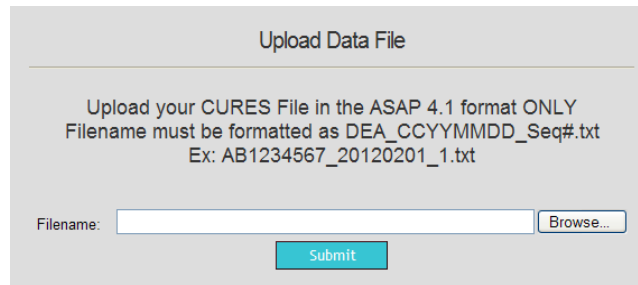 Upload Data File
Upload your CURES File in the ASAP 4.1 format ONLY
Filename must be formatted as DEA_CCYYMMDD_Seq#.txt
Ex: AB1234567_20120201_1.txt
Filename: Browse...
Submit